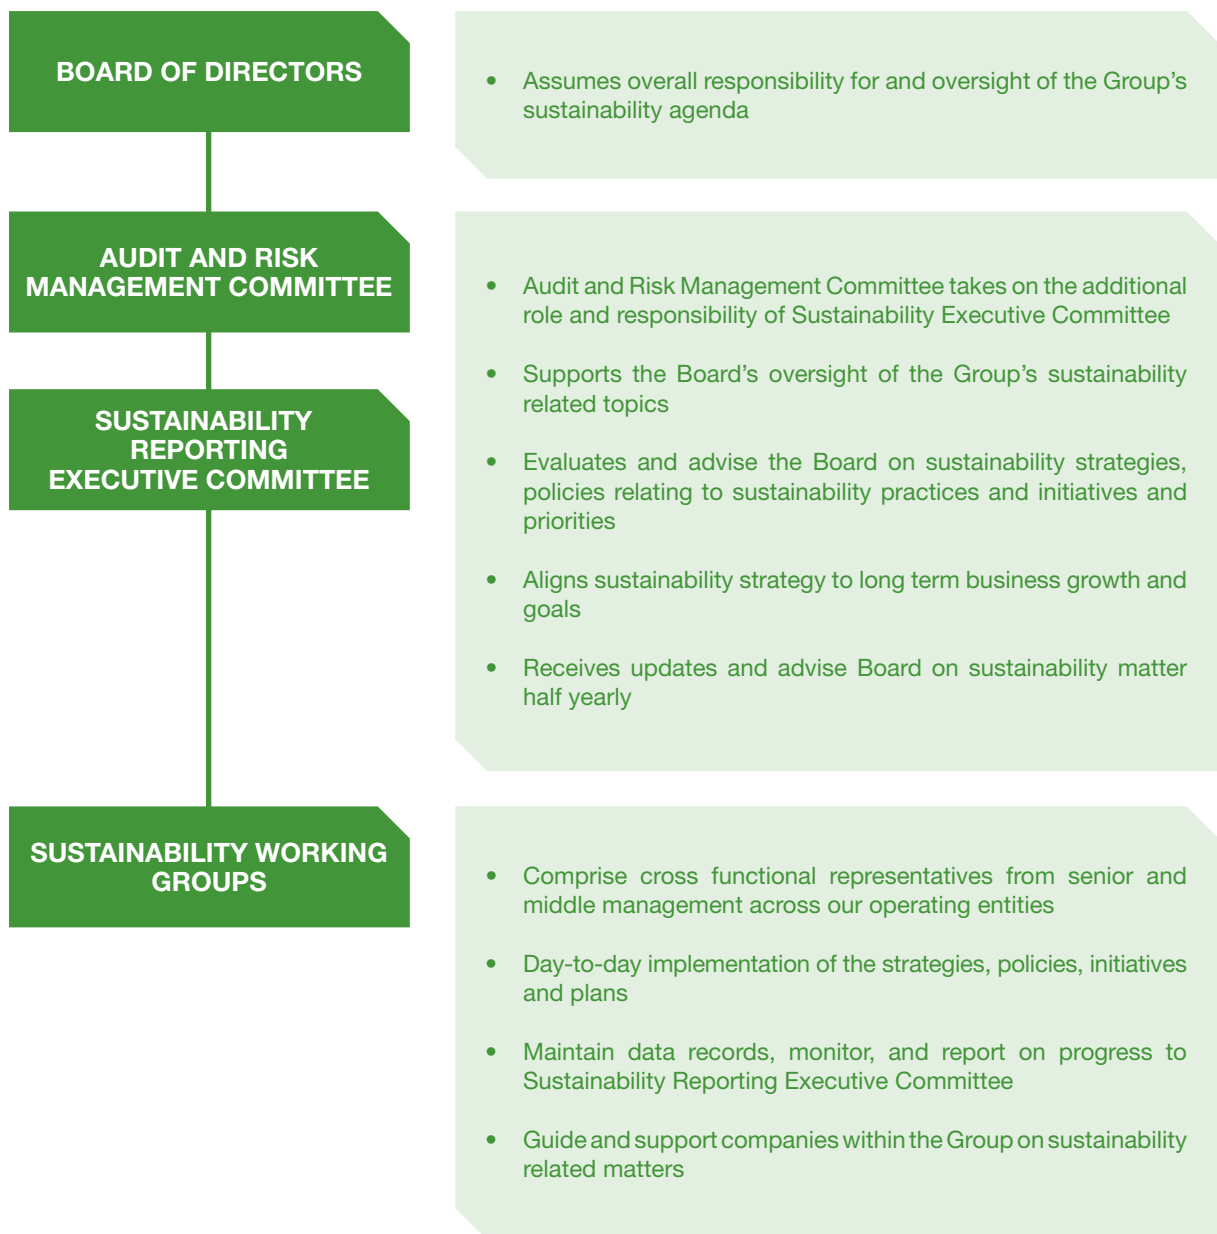 BOARD OF DIRECTORS
• Assumes overall responsibility for and oversight of the Group's
sustainability agenda
AUDIT AND RISK
MANAGEMENT COMMITTEE
SUSTAINABILITY
REPORTING
EXECUTIVE COMMITTEE
• Audit and Risk Management Committee takes on the additional
role and responsibility of Sustainability Executive Committee
• Supports the Board's oversight of the Group's sustainability
related topics
• Evaluates and advise the Board on sustainability strategies,
policies relating to sustainability practices and initiatives and
priorities
• Aligns sustainability strategy to long term business growth and
goals
• Receives updates and advise Board on sustainability matter
half yearly
SUSTAINABILITY WORKING
GROUPS
• Comprise cross functional representatives from senior and
middle management across our operating entities
• Day-to-day implementation of the strategies, policies, initiatives
and plans
• Maintain data records, monitor, and report on progress to
Sustainability Reporting Executive Committee
• Guide and support companies within the Group on sustainability
related matters